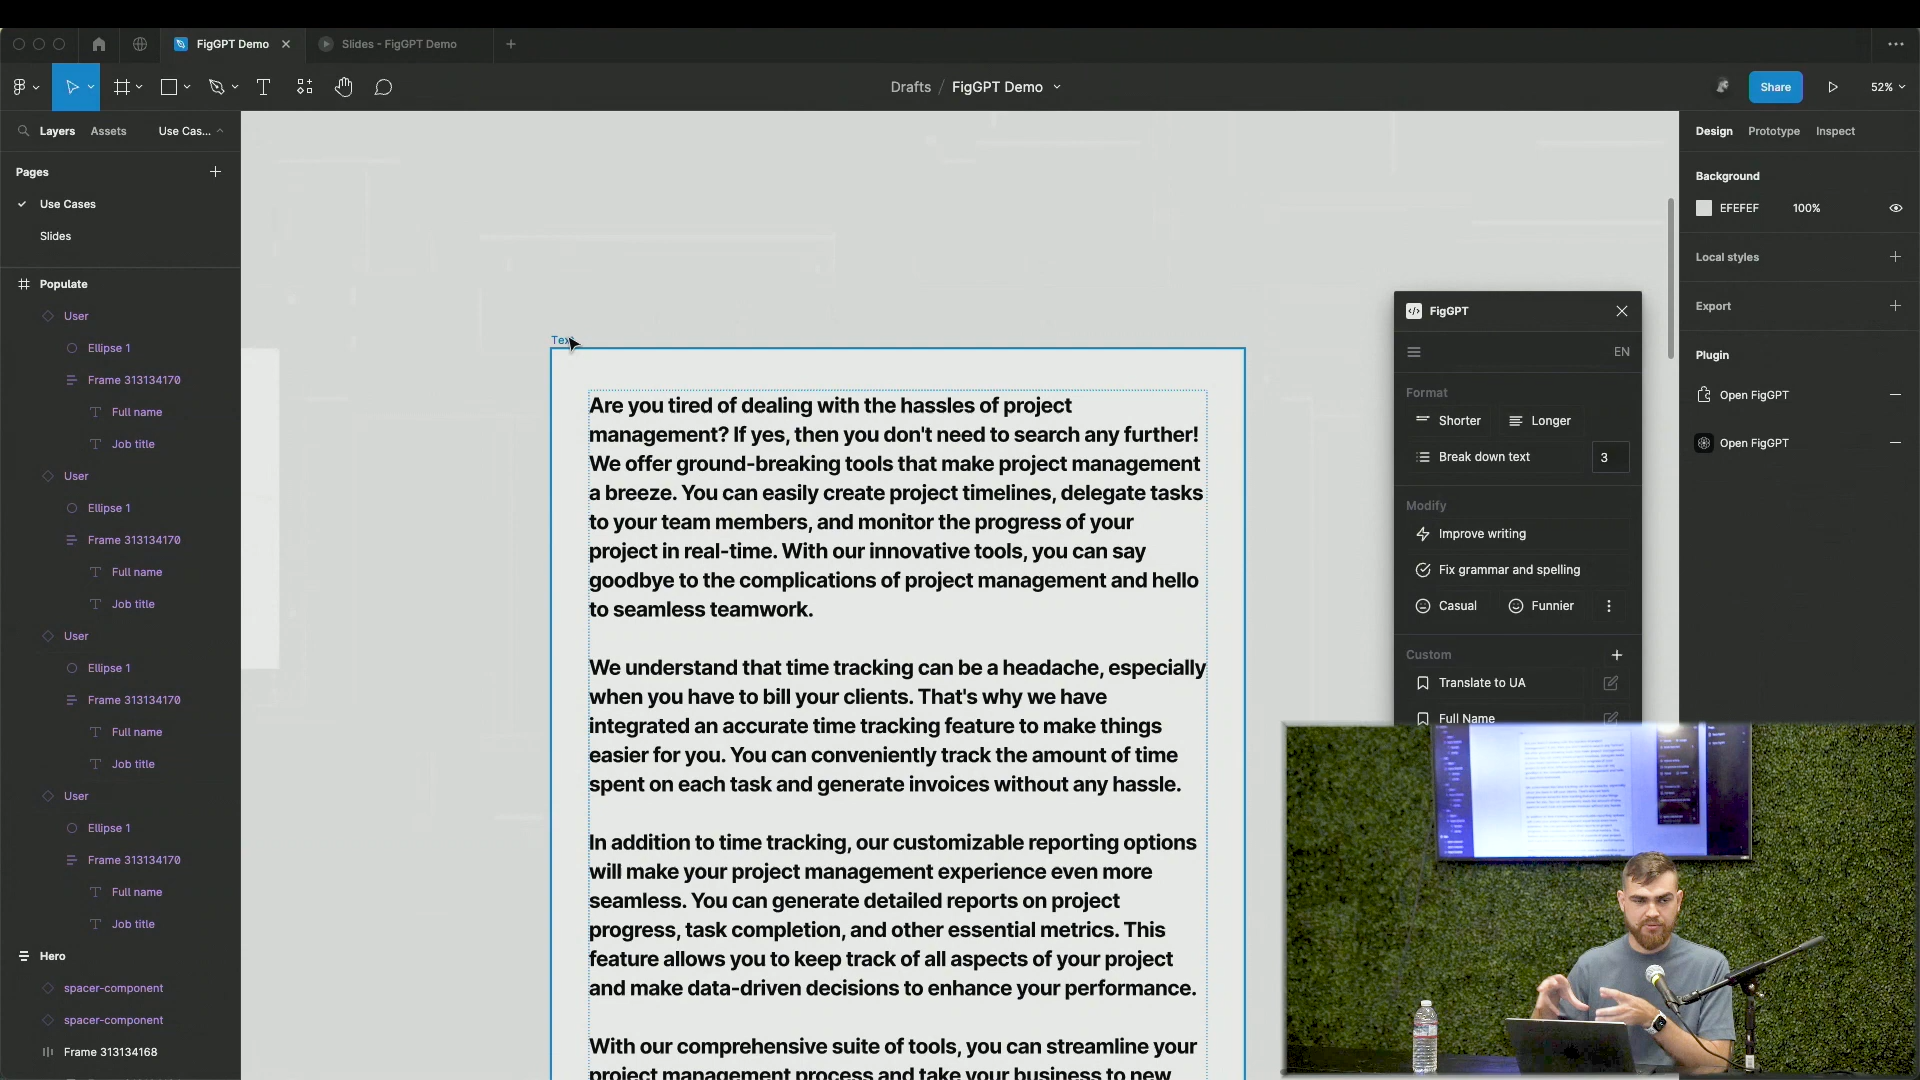 FigGPT Demo
Slides - FigGPT Demo
Drafts / FigGPT Demo
Share
52%
Layers
Assets
Use Cas...
Pages
Use Cases
Slides
Populate
User
Ellipse 1
Frame 313134170
Full name
Job title
User
Ellipse 1
Frame 313134170
Full name
Job title
User
Ellipse 1
Frame 313134170
Full name
Job title
User
Ellipse 1
Frame 313134170
Full name
Job title
Hero
spacer-component
spacer-component
Frame 313134168
Are you tired of dealing with the hassles of project
management? If yes, then you don't need to search any further!
We offer ground-breaking tools that make project management
a breeze. You can easily create project timelines, delegate tasks
to your team members, and monitor the progress of your
project in real-time. With our innovative tools, you can say
goodbye to the complications of project management and hello
to seamless teamwork.
We understand that time tracking can be a headache, especially
when you have to bill your clients. That's why we have
integrated an accurate time tracking feature to make things
easier for you. You can conveniently track the amount of time
spent on each task and generate invoices without any hassle.
In addition to time tracking, our customizable reporting options
will make your project management experience even more
seamless. You can generate detailed reports on project
progress, task completion, and other essential metrics. This
feature allows you to keep track of all aspects of your project
and make data-driven decisions to enhance your performance.
With our comprehensive suite of tools, you can streamline your
project management process and take your business to new
FigGPT
EN
Format
Shorter
Longer
Break down text
3
Modify
Improve writing
Fix grammar and spelling
Casual
Funnier
Custom
Translate to UA
Full Name
Design
Prototype
Inspect
Background
EFEFEF
100%
Local styles
Export
Plugin
Open FigGPT
Open FigGPT